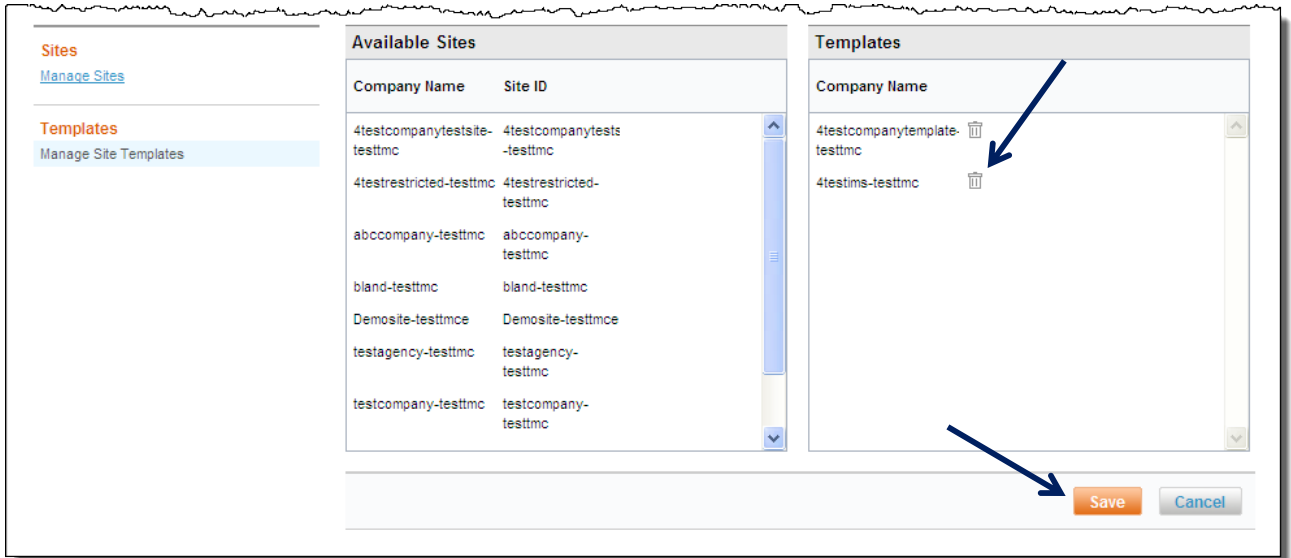 Sites
Manage Sites
Templates
Manage Site Templates
Available Sites
Company Name Site ID
4testcompanytestsite- 4testcompanytests
testtmc -testtmc
4testrestricted-testtmc 4testrestricted-
testtmc
abccompany-testtmc abccompany-
testtmc
bland-testtmc bland-testtmc
Demosite-testtmce Demosite-testtmce
testagency-testtmc testagency-
testtmc
testcompany-testtmc testcompany-
testtmc
Templates
Company Name
4testcompanytemplate-
testtmc
4testims-testtmc
Save Cancel